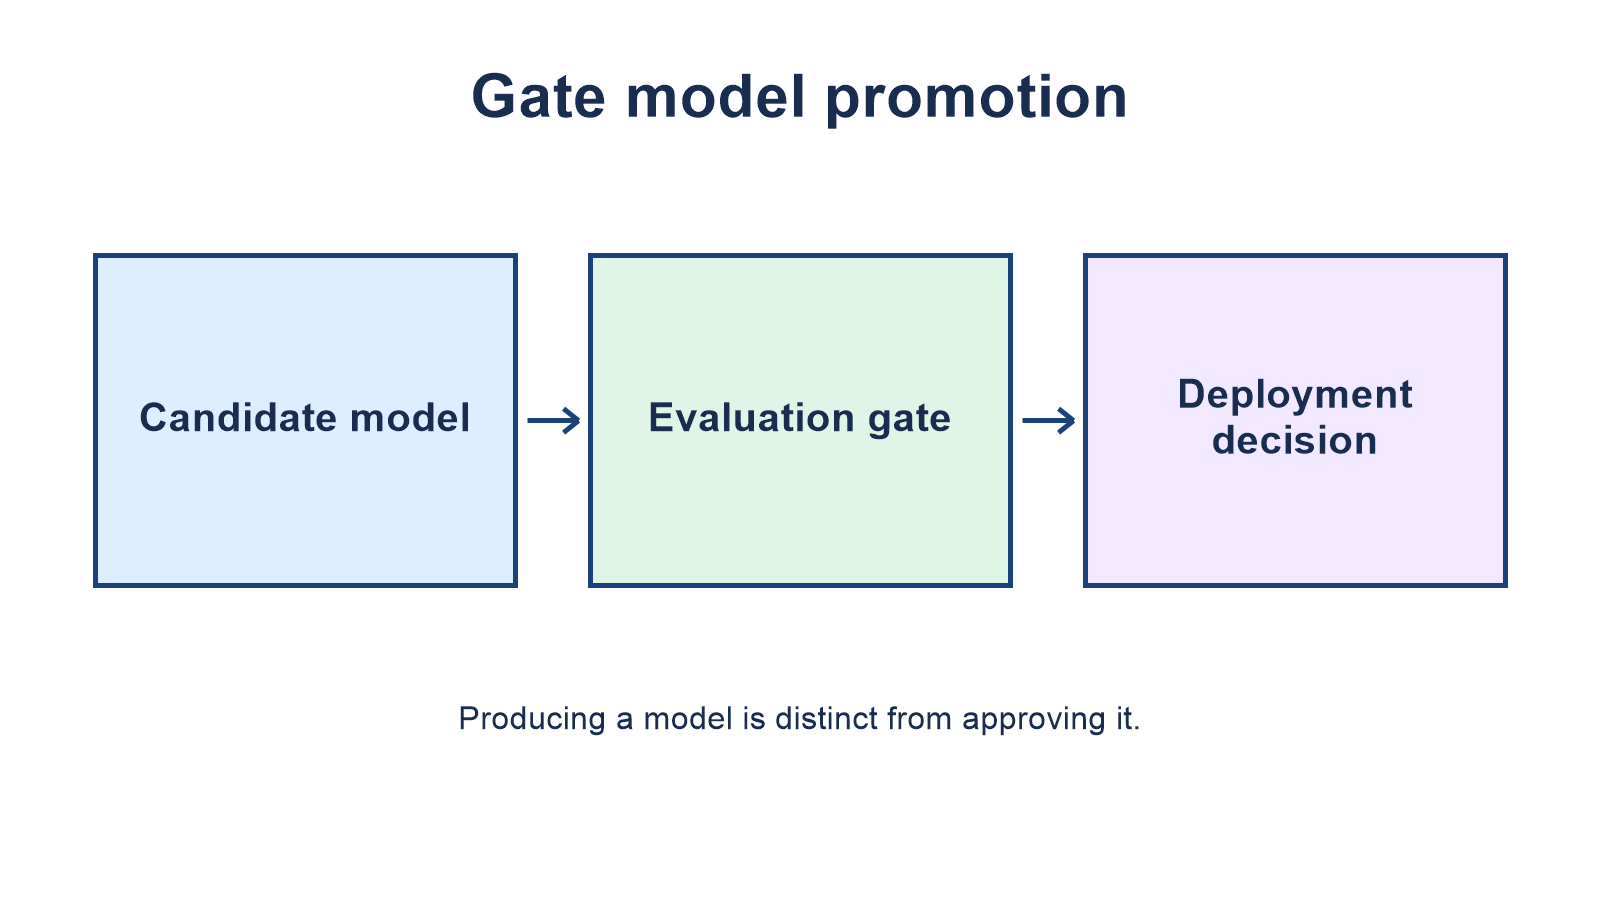 Gate model promotion
Candidate model
Evaluation gate
Deployment
decision
Producing a model is distinct from approving it.